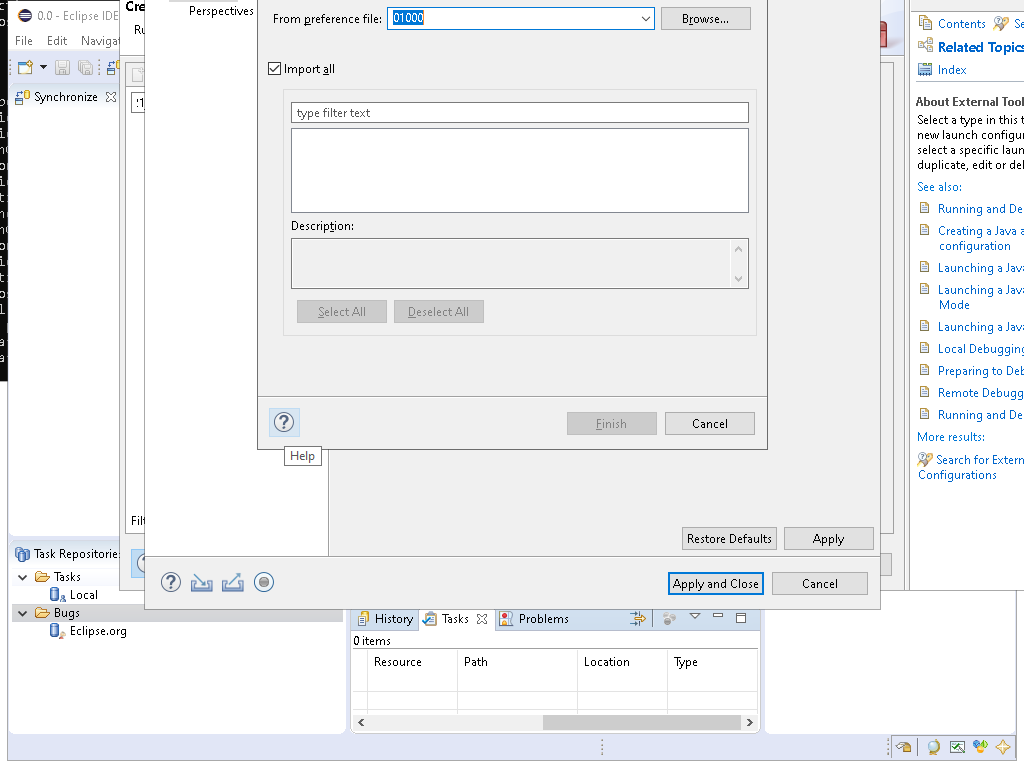 0.0 - Eclipse IDE
File Edit Navigat
Synchronize
Cre
Ru
Perspectives
From preference file: 01000 Browse...
Import all
type filter text
Description:
Select All Deselect All
Finish Cancel
Help
Restore Defaults Apply
Apply and Close Cancel
Filt
Contents Se
Related Topics
Index
About External Tool
Select a type in this t
new launch configur
select a specific laun
duplicate, edit or del
See also:
Running and De
Creating a Java a
configuration
Launching a Java
Launching a Java
Mode
Launching a Java
Local Debugging
Preparing to Deb
Remote Debugg
Running and De
More results:
Search for Extern
Configurations
Task Repositorie
Tasks
Local
Bugs
Eclipse.org
History Tasks Problems
0 items
Resource Path Location Type